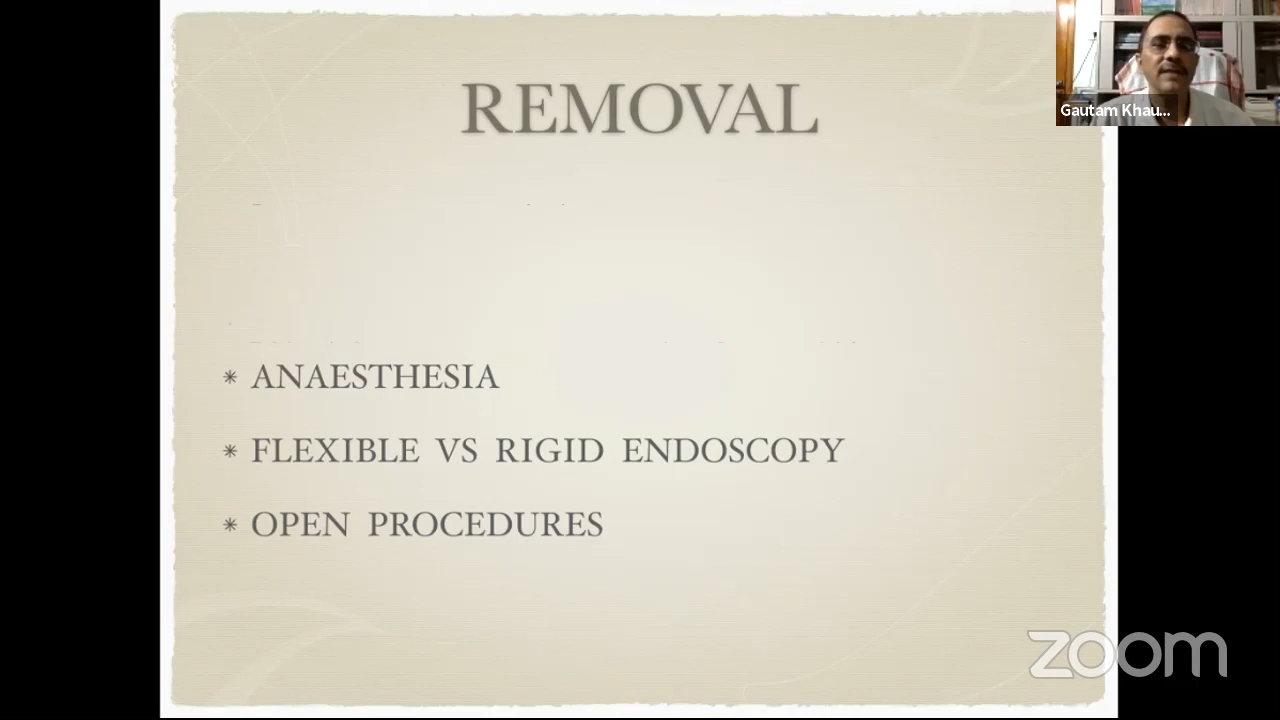 REMOVAL
Gautam Khau...
* ANAESTHESIA
* FLEXIBLE VS RIGID ENDOSCOPY
* OPEN PROCEDURES
zoom